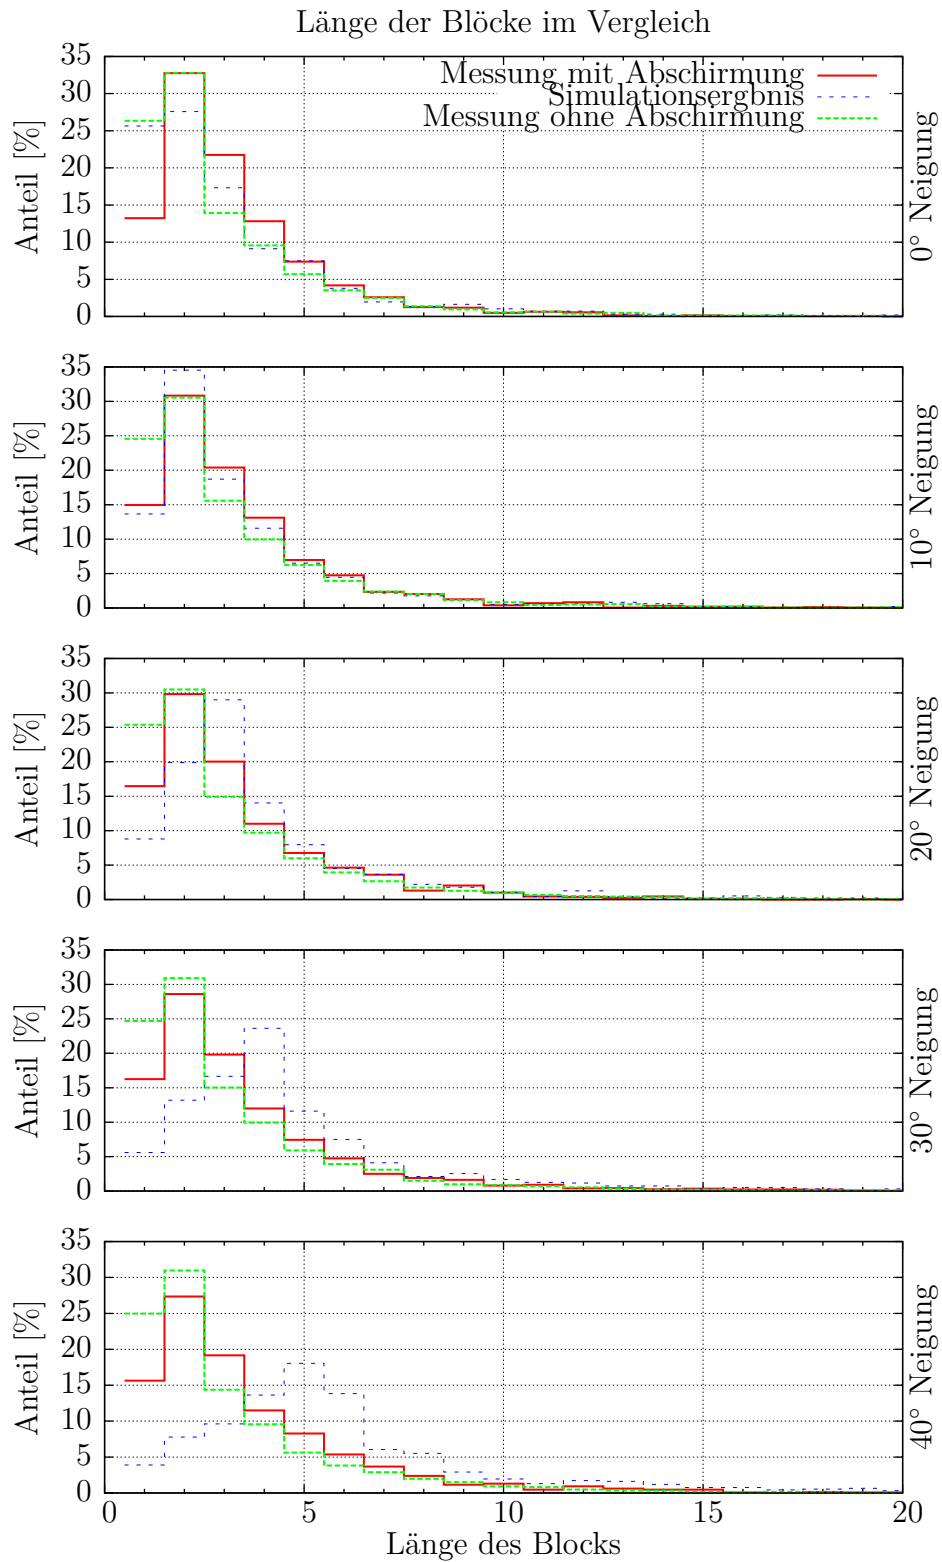 Länge der Blöcke im Vergleich
35
30
25
20
15
10
5
0
Anteil [%]
Messung mit Abschirmung
Simulationsergbnis
Messung ohne Abschirmung
0° Neigung
35
30
25
20
15
10
5
0
Anteil [%]
10° Neigung
35
30
25
20
15
10
5
0
Anteil [%]
20° Neigung
35
30
25
20
15
10
5
0
Anteil [%]
30° Neigung
35
30
25
20
15
10
5
0
Anteil [%]
40° Neigung
0 5 10 15 20
Länge des Blocks